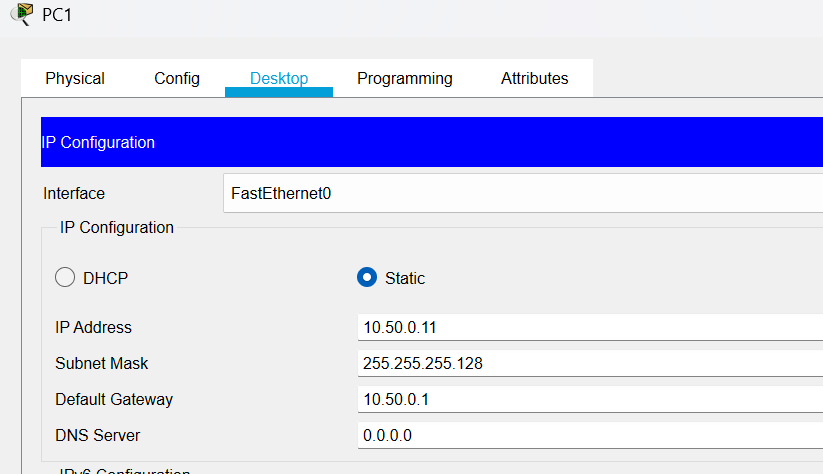 PC1
Physical Config Desktop Programming Attributes
IP Configuration
Interface FastEthernet0
IP Configuration
DHCP Static
IP Address 10.50.0.11
Subnet Mask 255.255.255.128
Default Gateway 10.50.0.1
DNS Server 0.0.0.0
IPv6 Configuration